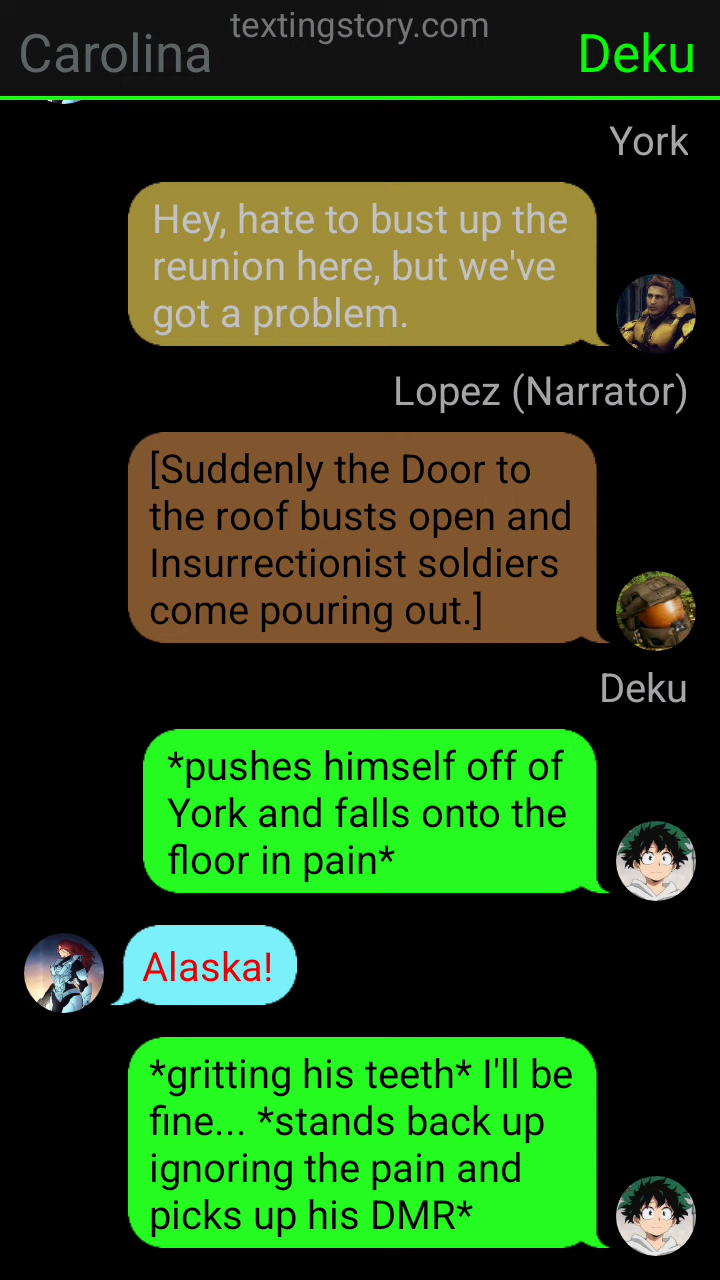 textingstory.com
Carolina
Deku
York
Hey, hate to bust up the
reunion here, but we've
got a problem.
Lopez (Narrator)
[Suddenly the Door to
the roof busts open and
Insurrectionist soldiers
come pouring out.]
Deku
*pushes himself off of
York and falls onto the
floor in pain*
Alaska!
*gritting his teeth* I'll be
fine... *stands back up
ignoring the pain and
picks up his DMR*